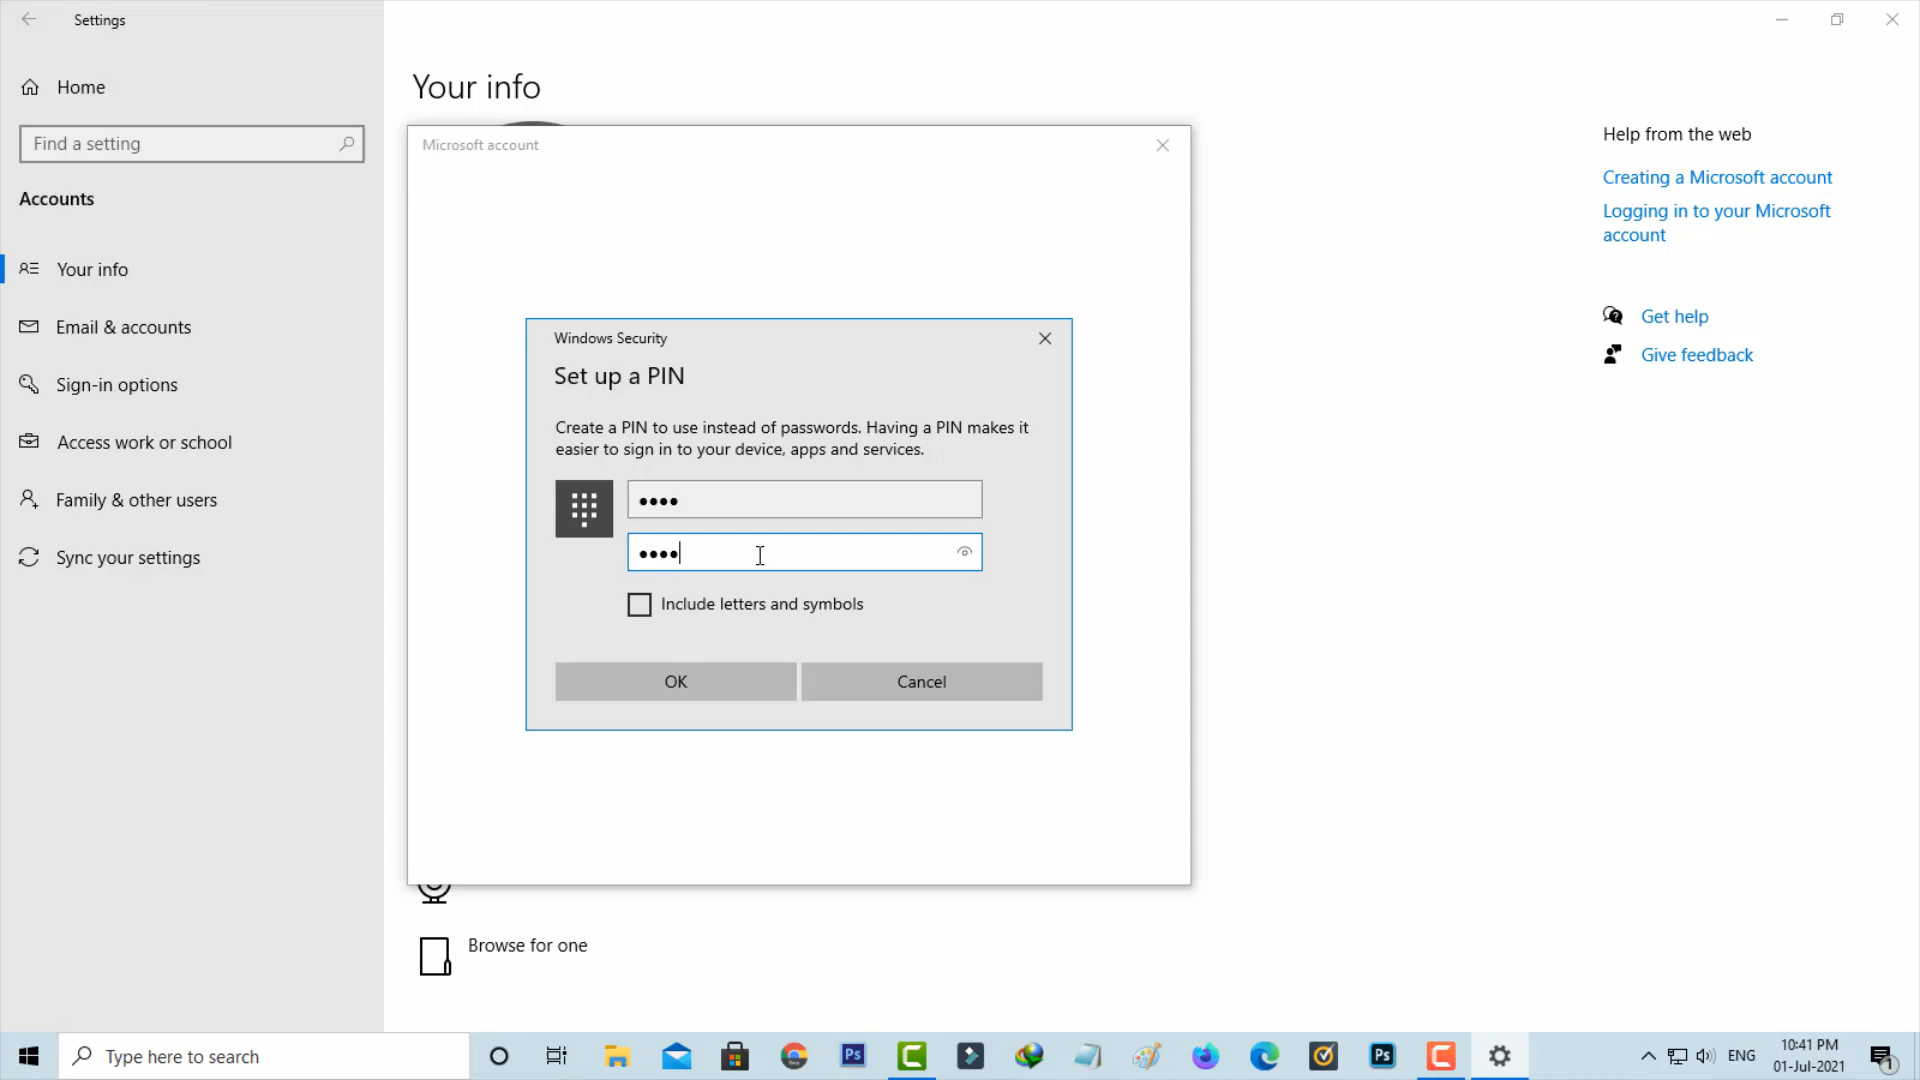 Settings
Home
Find a setting
Accounts
Your info
Email & accounts
Sign-in options
Access work or school
Family & other users
Sync your settings
Your info
Microsoft account
Windows Security
Set up a PIN
Create a PIN to use instead of passwords. Having a PIN makes it
easier to sign in to your device, apps and services.
••••
••••
Include letters and symbols
OK
Cancel
Browse for one
Help from the web
Creating a Microsoft account
Logging in to your Microsoft
account
Get help
Give feedback
Type here to search
Ps
Ps
ENG
10:41 PM
01-Jul-2021
1